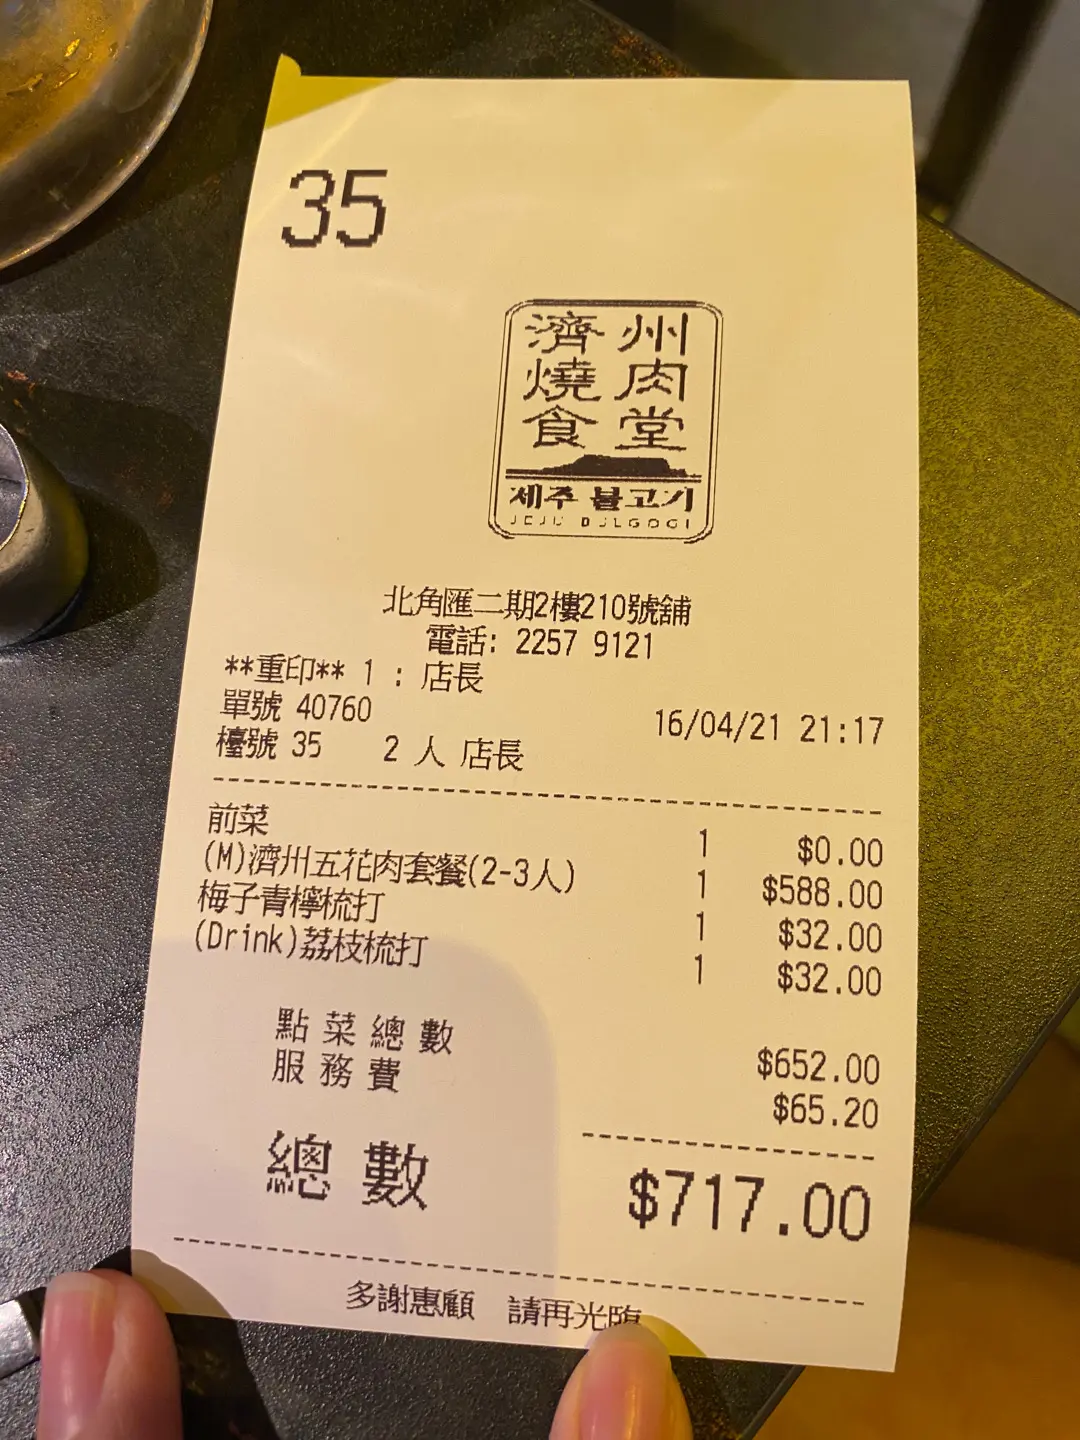 35
濟州
燒肉
食堂
제주 불고기
JEJU BULGOGI
北角匯二期2樓210號舖
電話: 2257 9121
**重印** 1 : 店長
單號 40760 16/04/21 21:17
檯號 35 2 人 店長
前菜 1 $0.00
(M)濟州五花肉套餐(2-3人) 1 $588.00
梅子青檸梳打 1 $32.00
(Drink)荔枝梳打 1 $32.00
點菜總數 $652.00
服務費 $65.20
總數 $717.00
多謝惠顧 請再光臨